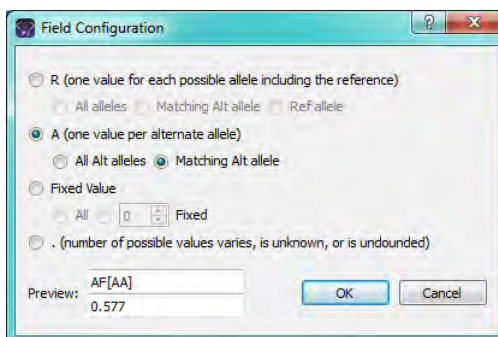 Field Configuration
R (one value for each possible allele including the reference)
All alleles Matching Alt allele Ref allele
A (one value per alternate allele)
All Alt alleles Matching Alt allele
Fixed Value
All 0 Fixed
. (number of possible values varies, is unknown, or is undounded)
AF[AA]
Preview:
0.577
OK Cancel